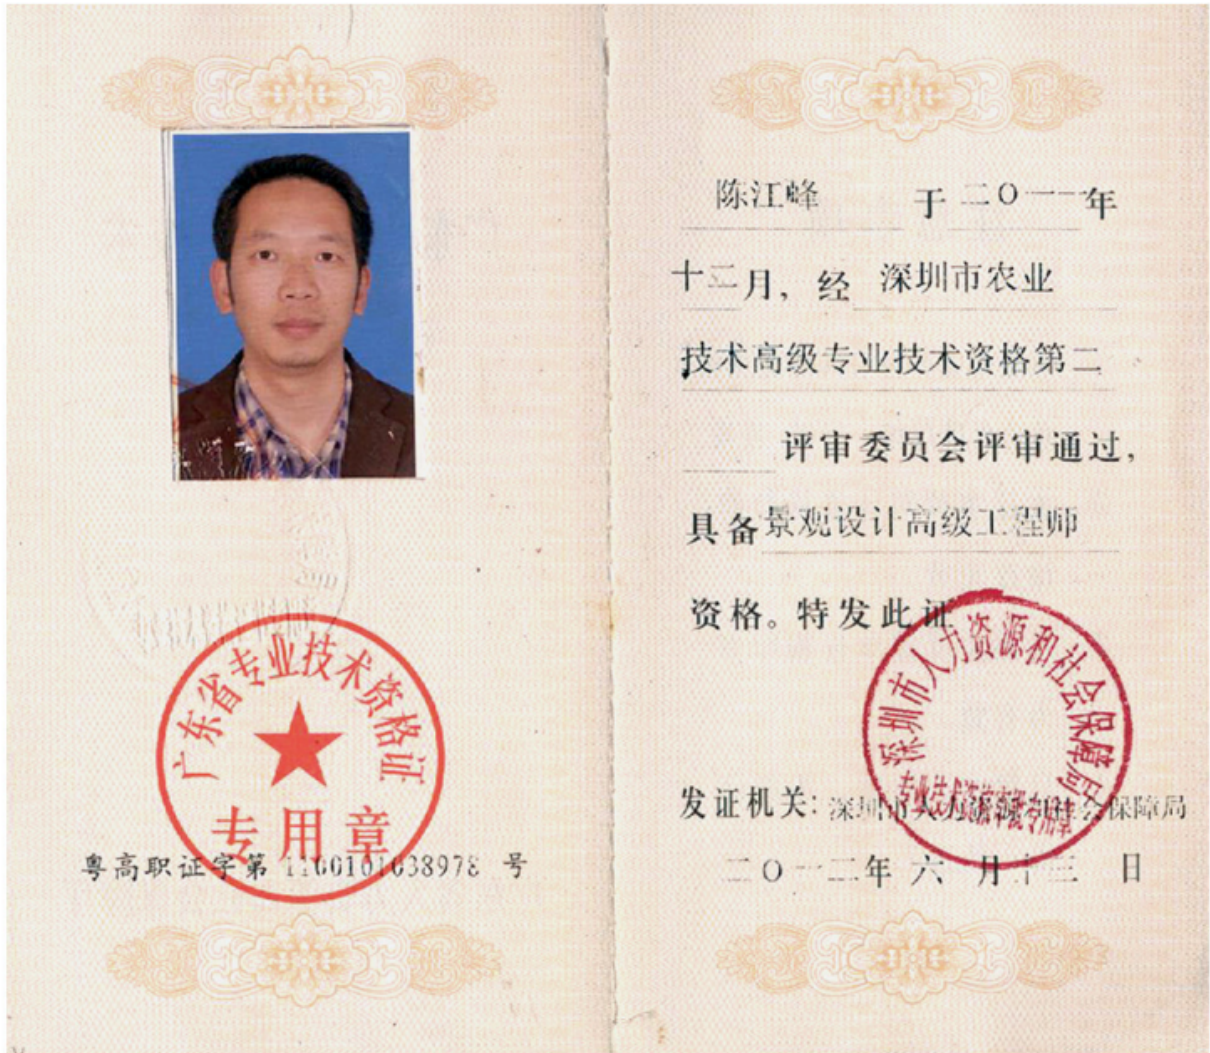 广东省专业技术资格证
专用章
粤高职证字第 1100101038978 号
陈江峰 于 二〇一一年
十二月，经 深圳市农业
技术高级专业技术资格第二
评审委员会评审通过，
具备景观设计高级工程师
资格。特发此证
深圳市人力资源和社会保障局
发证机关：深圳市人力资源和社会保障局
二〇一二年 六 月十三 日